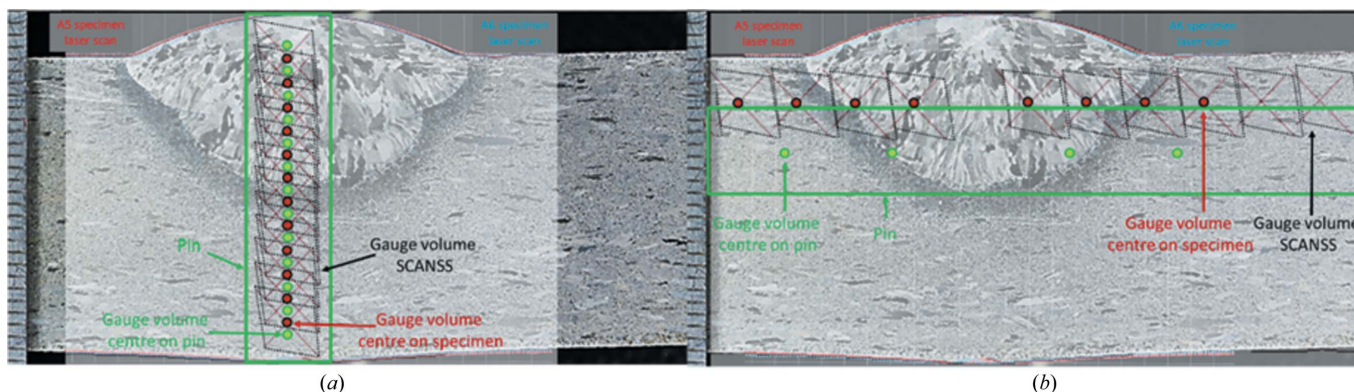 A5 specimen
laser scan
A6 specimen
laser scan
Pin
Gauge volume
SCANSS
Gauge volume
centre on pin
Gauge volume
centre on specimen
(a)
A5 specimen
laser scan
A6 specimen
laser scan
Gauge volume
centre on pin
Pin
Gauge volume
centre on specimen
Gauge volume
SCANSS
(b)